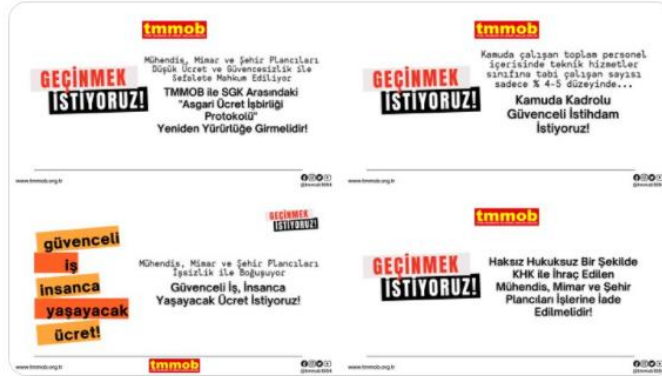 tmmob
GEÇİNMEK
İSTİYORUZ!
Mühendis, Mimar ve Şehir Plancıları
Düşük Ücret ve Güvencesizlik ile
Sefalete Mahkum Ediliyor
TMMOB ile SGK Arasındaki
"Asgari Ücret İşbirliği
Protokolü"
Yeniden Yürürlüğe Girmelidir!
www.tmmob.org.tr
tmmob
GEÇİNMEK
İSTİYORUZ!
Kamuda çalışan toplam personel
içerisinde teknik hizmetler
sınıfına tabi çalışan sayısı
sadece % 4-5 düzeyinde...
Kamuda Kadrolu
Güvenceli İstihdam
İstiyoruz!
www.tmmob.org.tr
güvenceli
iş
insanca
yaşayacak
ücret!
GEÇİNMEK
İSTİYORUZ!
Mühendis, Mimar ve Şehir Plancıları
İşsizlik ile Boğuşuyor
Güvenceli İş, İnsanca
Yaşayacak Ücret İstiyoruz!
www.tmmob.org.tr
tmmob
tmmob
GEÇİNMEK
İSTİYORUZ!
Haksız Hukuksuz Bir Şekilde
KHK ile İhraç Edilen
Mühendis, Mimar ve Şehir
Plancıları İşlerine İade
Edilmelidir!
www.tmmob.org.tr